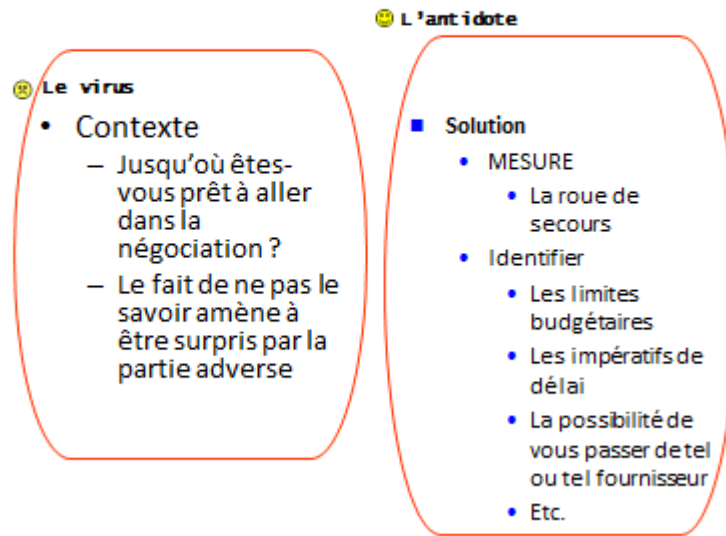 Le virus
• Contexte
– Jusqu'où êtes-
vous prêt à aller
dans la
négociation ?
– Le fait de ne pas le
savoir amène à
être surpris par la
partie adverse
L'antidote
■ Solution
• MESURE
• La roue de
secours
• Identifier
• Les limites
budgétaires
• Les impératifs de
délai
• La possibilité de
vous passer de tel
ou tel fournisseur
• Etc.